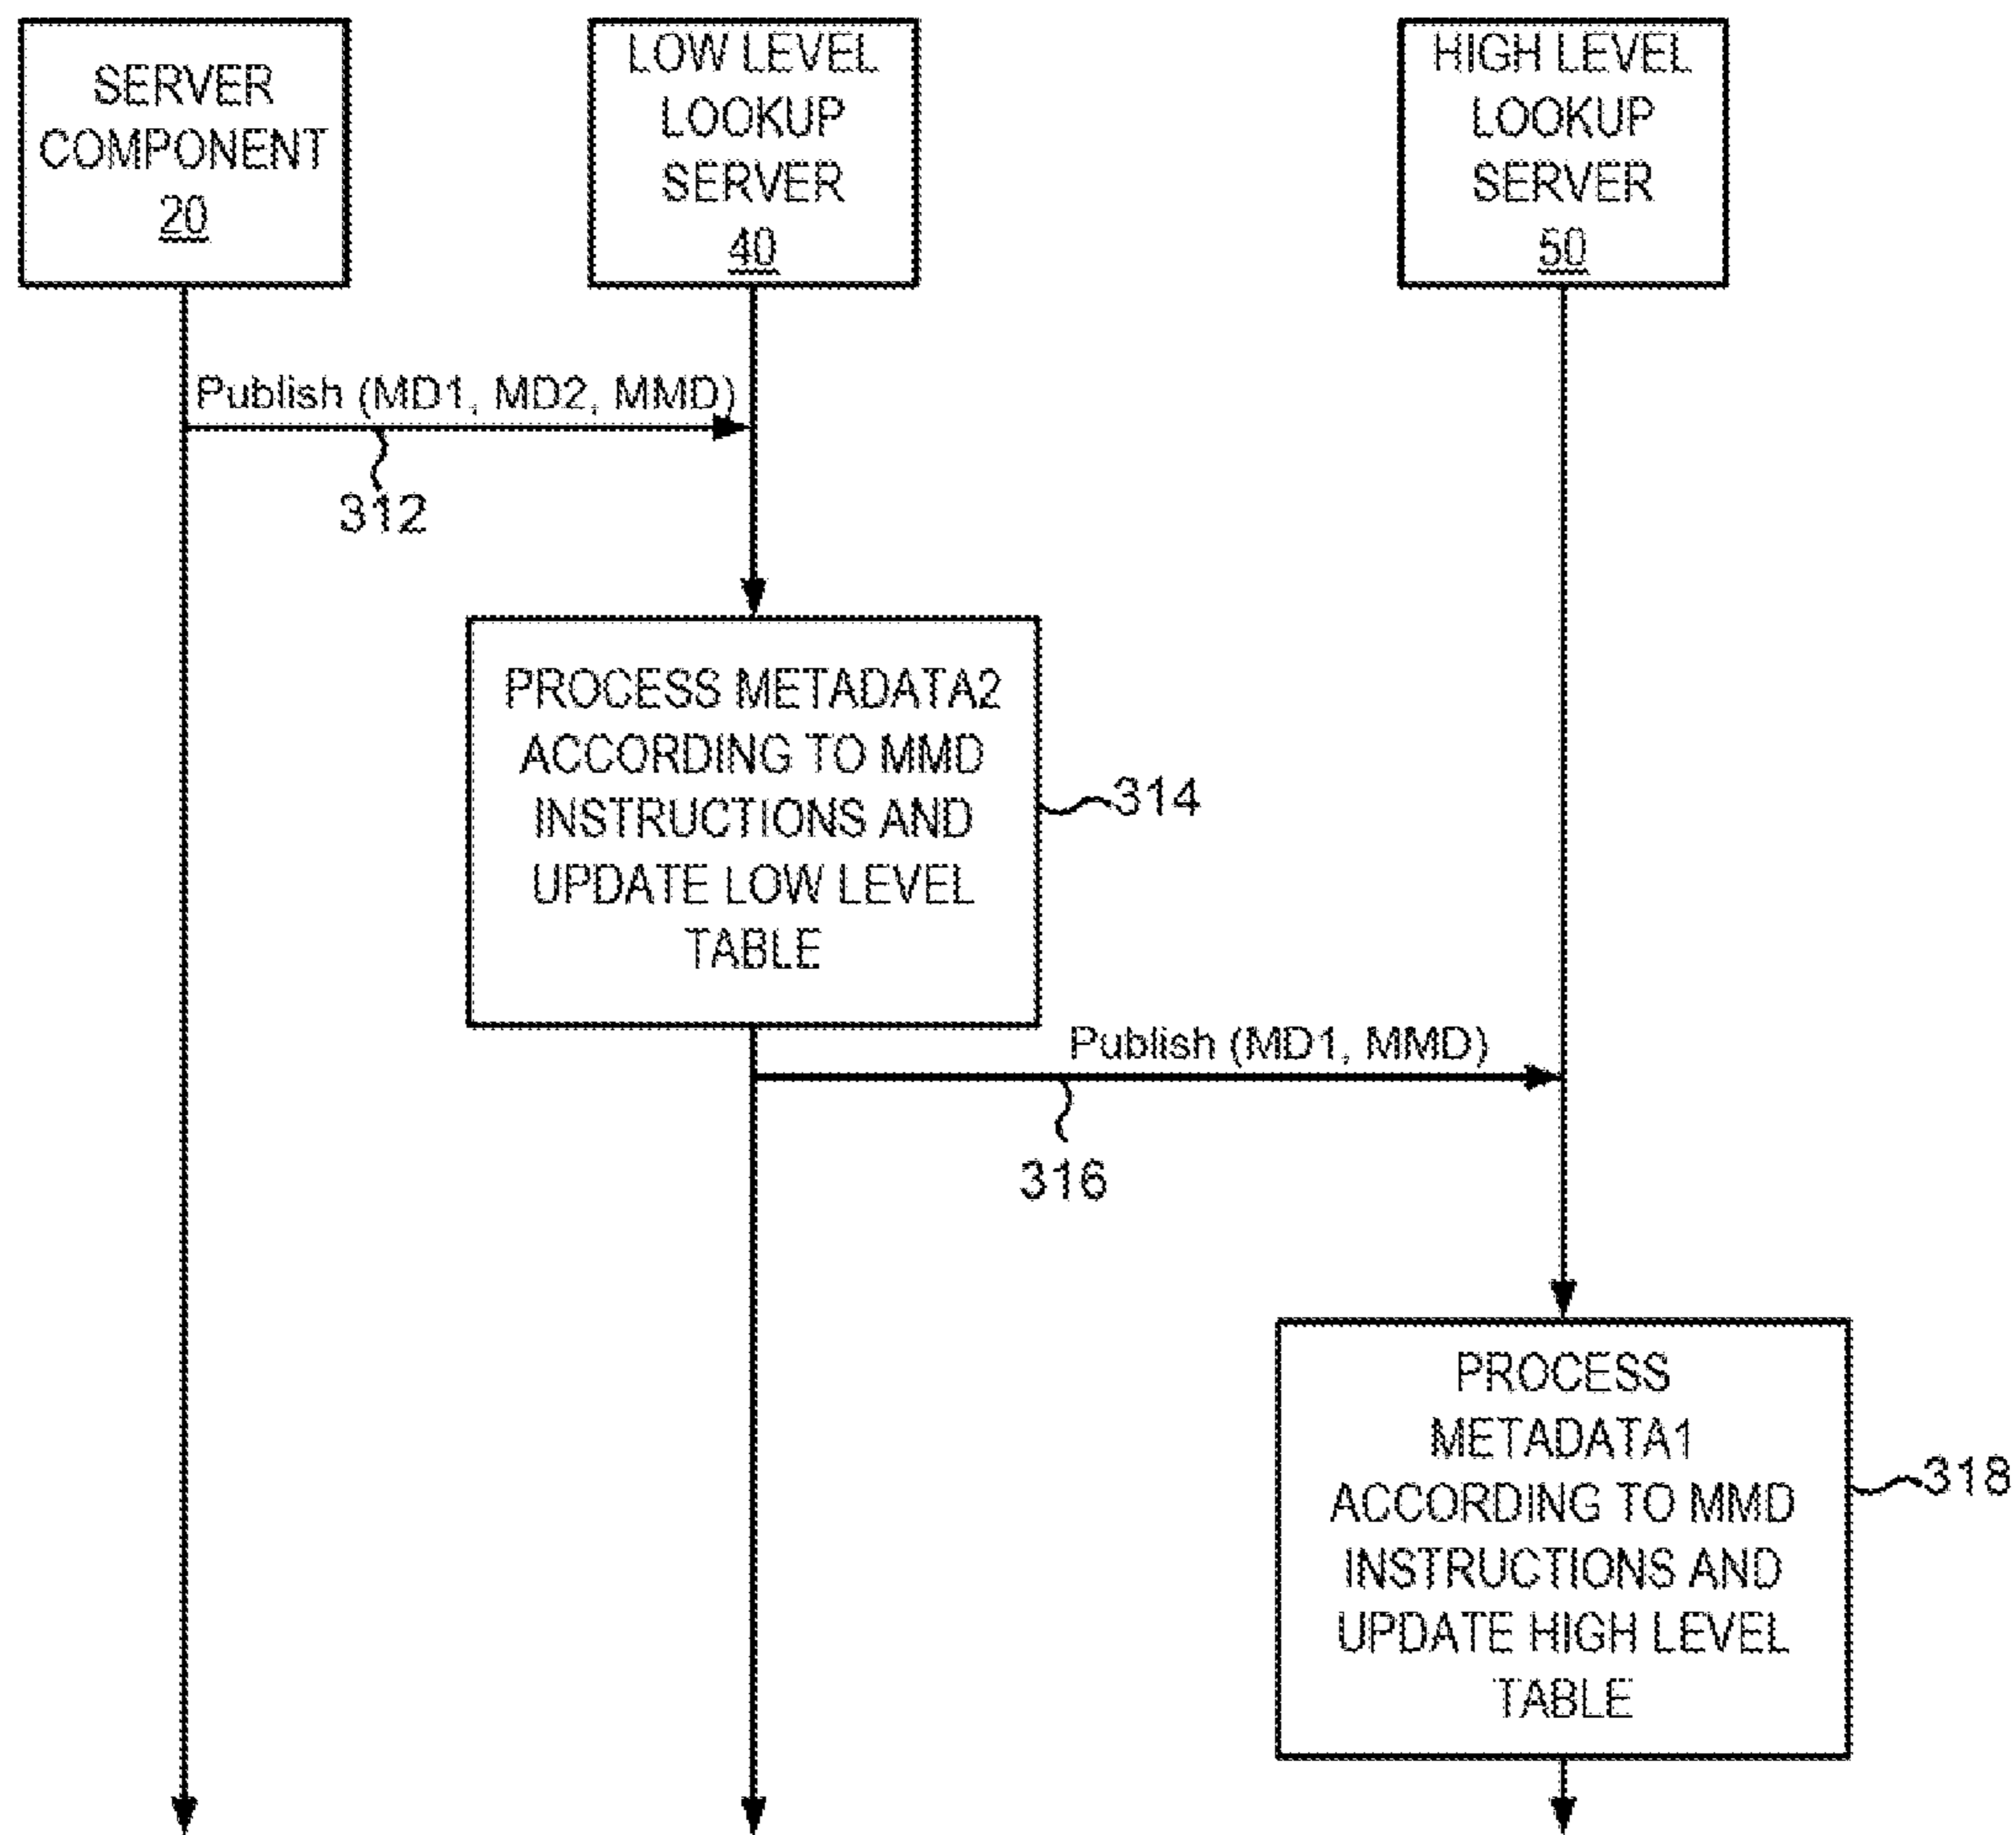 SERVER
COMPONENT
20
LOW LEVEL
LOOKUP
SERVER
40
HIGH LEVEL
LOOKUP
SERVER
50
Publish (MD1, MD2, MMD)
312
PROCESS METADATA2
ACCORDING TO MMD
INSTRUCTIONS AND
UPDATE LOW LEVEL
TABLE
314
Publish (MD1, MMD)
316
PROCESS
METADATA1
ACCORDING TO MMD
INSTRUCTIONS AND
UPDATE HIGH LEVEL
TABLE
318